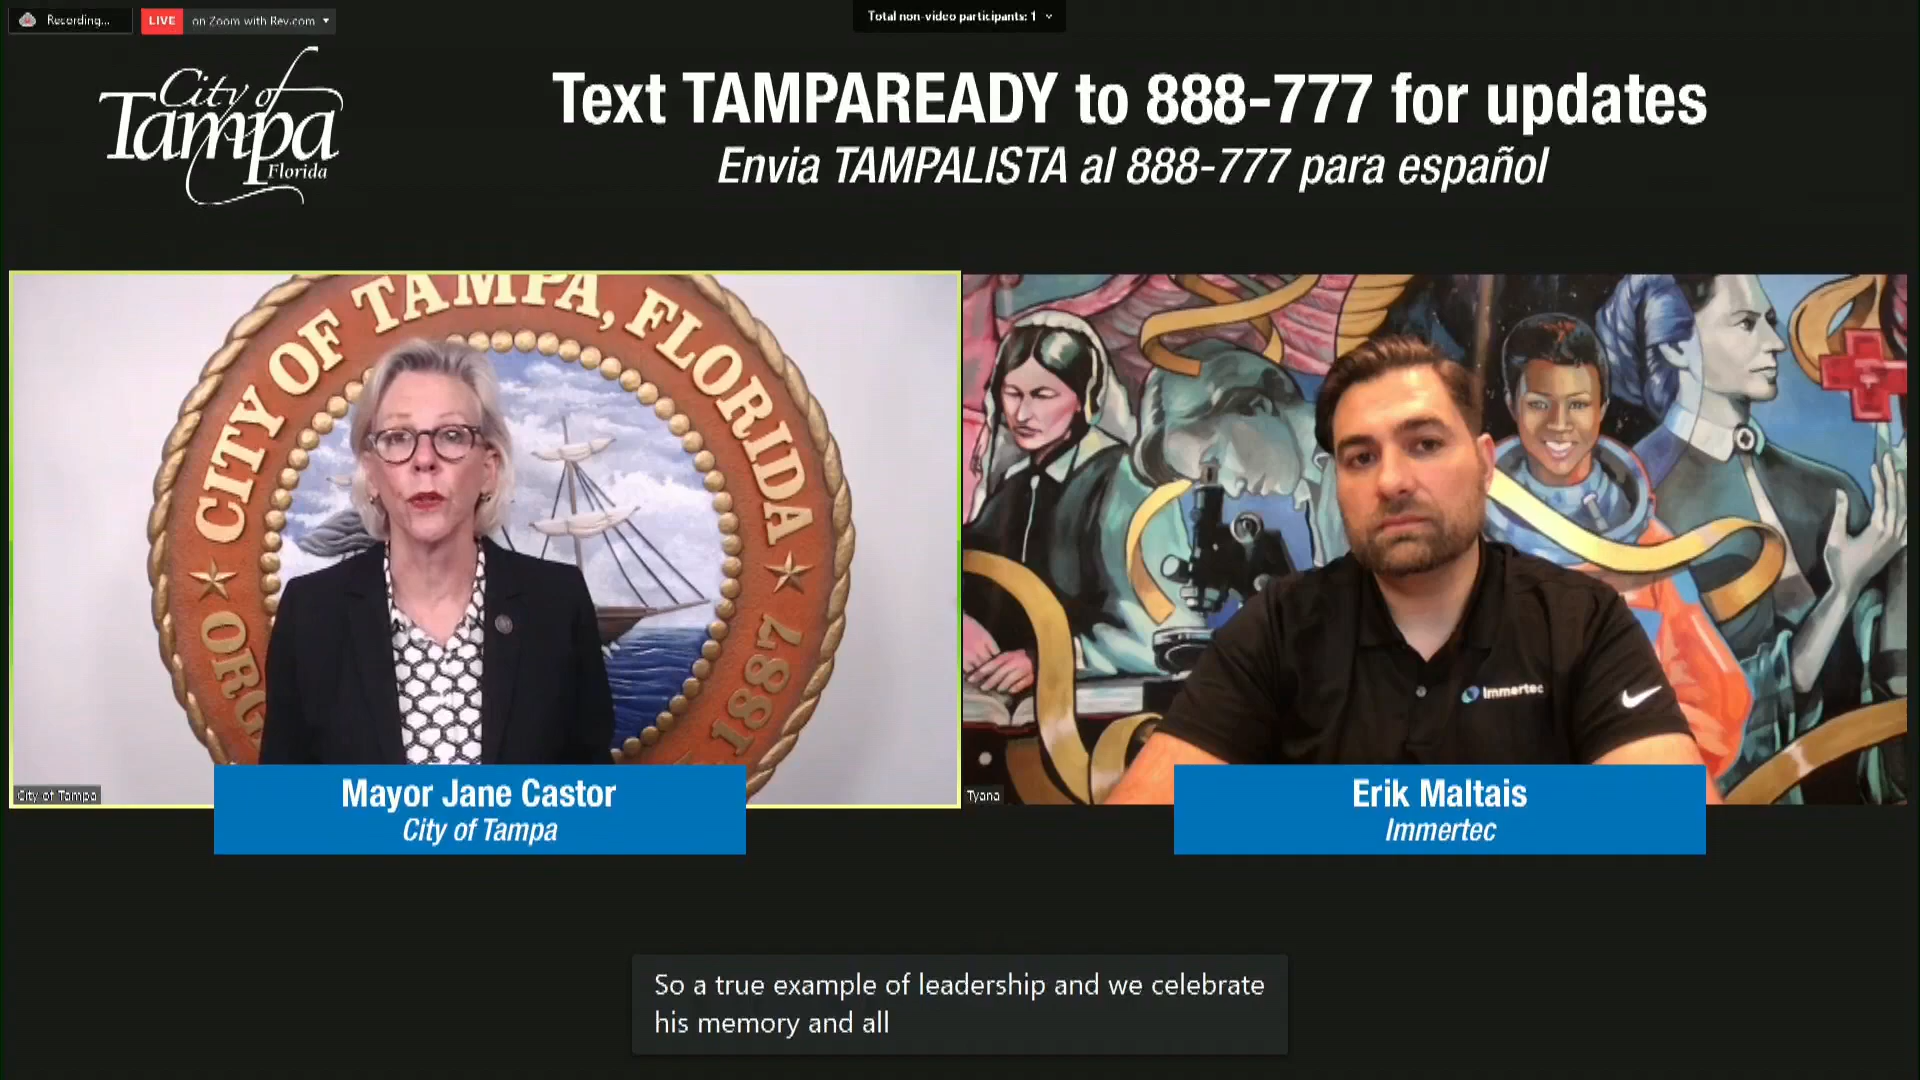 Recording...
LIVE on Zoom with Rev.com
Total non-video participants: 1
City of
Tampa
Florida
Text TAMPAREADY to 888-777 for updates
Envia TAMPALISTA al 888-777 para español
CITY OF TAMPA, FLORIDA
ORG
1887
immertec
City of Tampa
Tyana
Mayor Jane Castor
City of Tampa
Erik Maltais
Immertec
So a true example of leadership and we celebrate
his memory and all